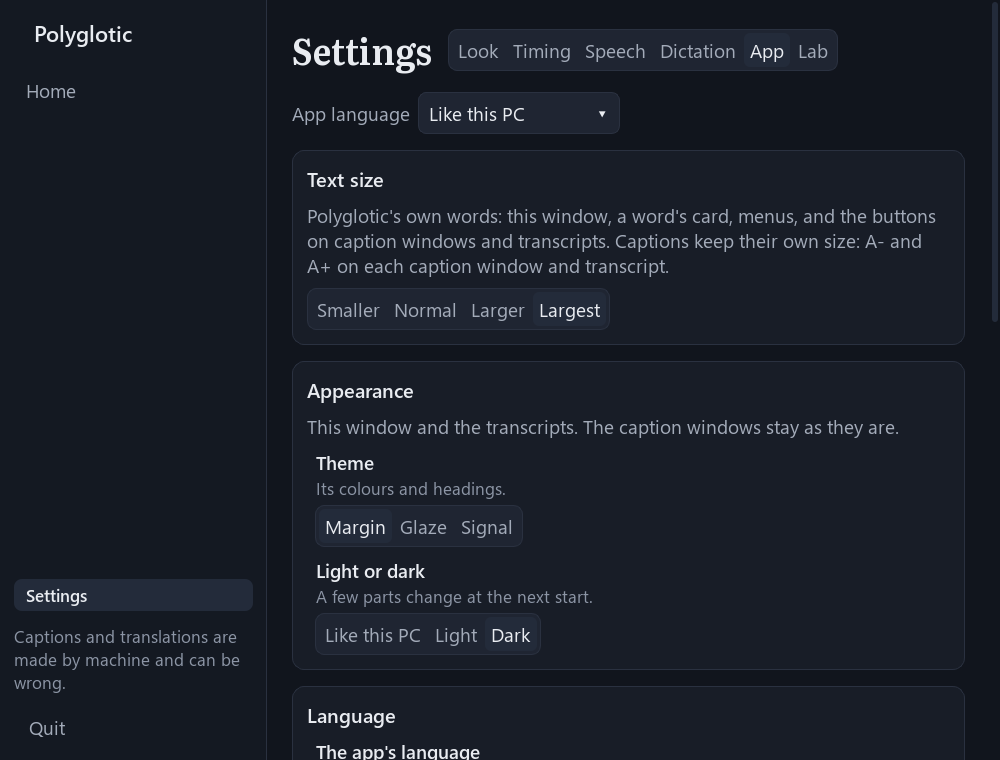 Polyglotic
Home
Settings
Captions and translations are
made by machine and can be
wrong.
Quit
Settings
Look Timing Speech Dictation App Lab
App language Like this PC
Text size
Polyglotic's own words: this window, a word's card, menus, and the buttons
on caption windows and transcripts. Captions keep their own size: A- and
A+ on each caption window and transcript.
Smaller Normal Larger Largest
Appearance
This window and the transcripts. The caption windows stay as they are.
Theme
Its colours and headings.
Margin Glaze Signal
Light or dark
A few parts change at the next start.
Like this PC Light Dark
Language
The app's language